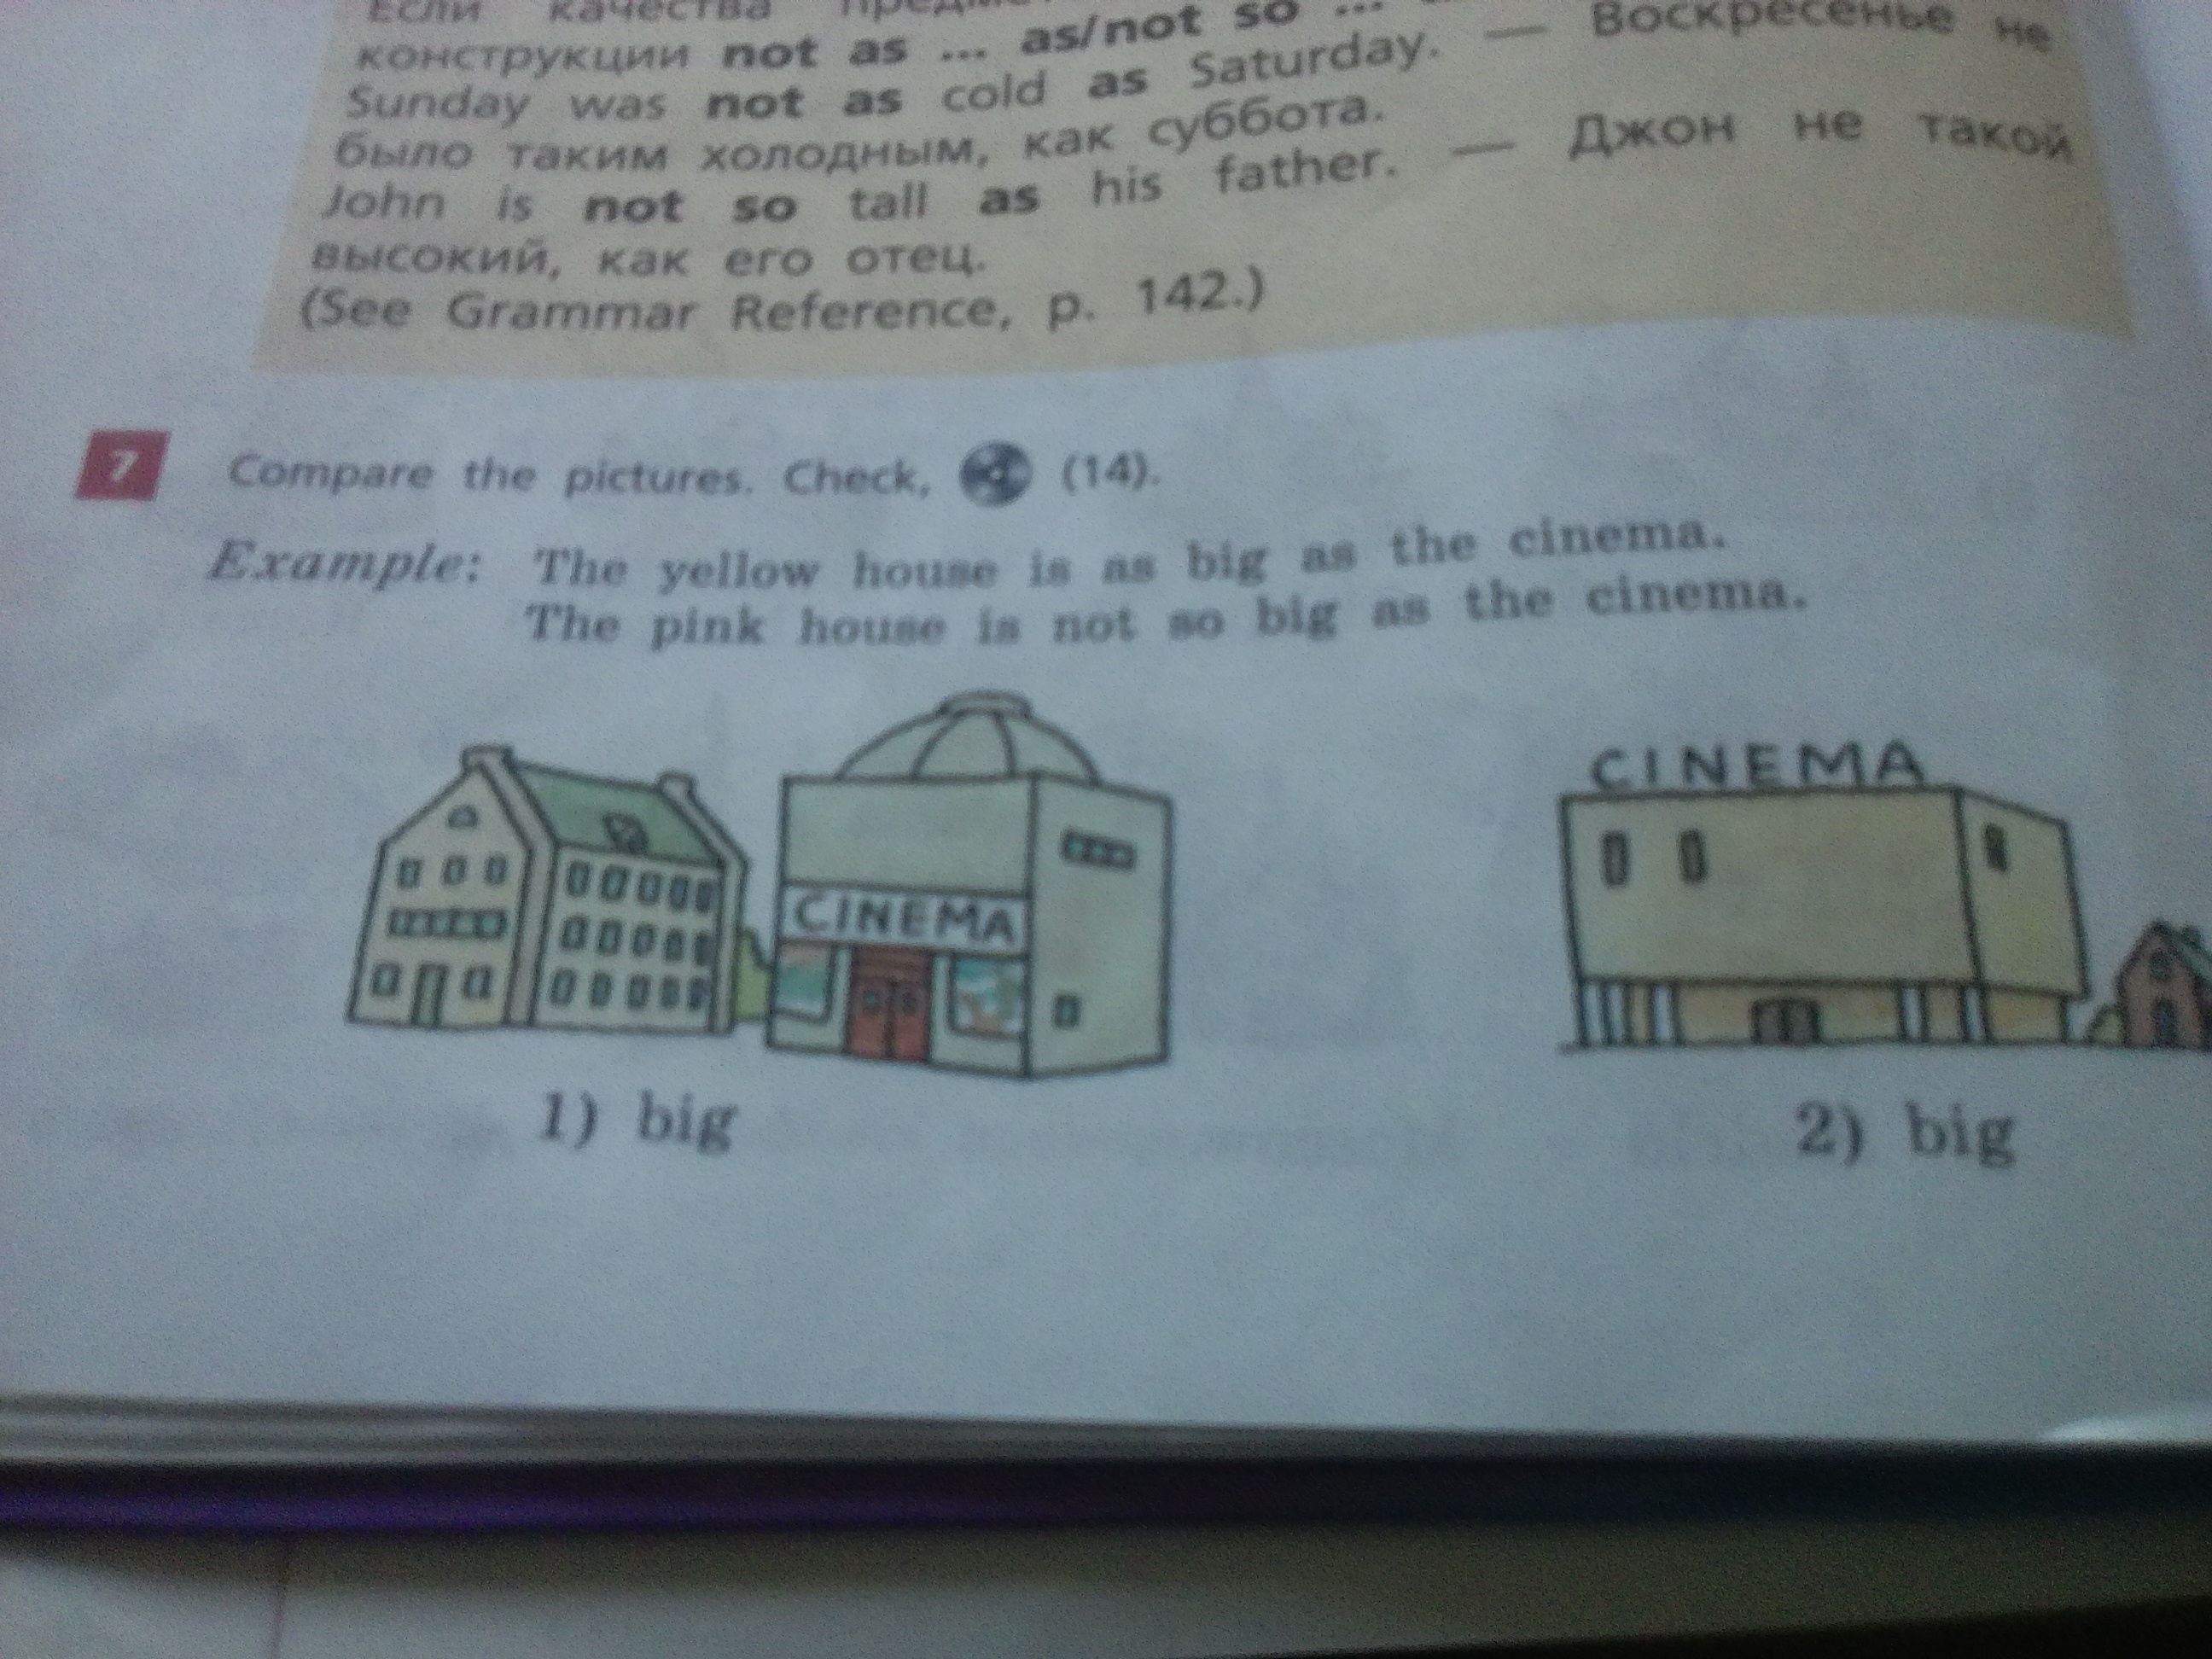 Если качества
конструкции not as ... as/not so ...
Sunday was not as cold as Saturday. — Воскресенье не
было таким холодным, как суббота.
John is not so tall as his father. — Джон не такой
высокий, как его отец.
(See Grammar Reference, p. 142.)
7 Compare the pictures. Check, (14).
Example: The yellow house is as big as the cinema.
The pink house is not so big as the cinema.
CINEMA
CINEMA
1) big
2) big